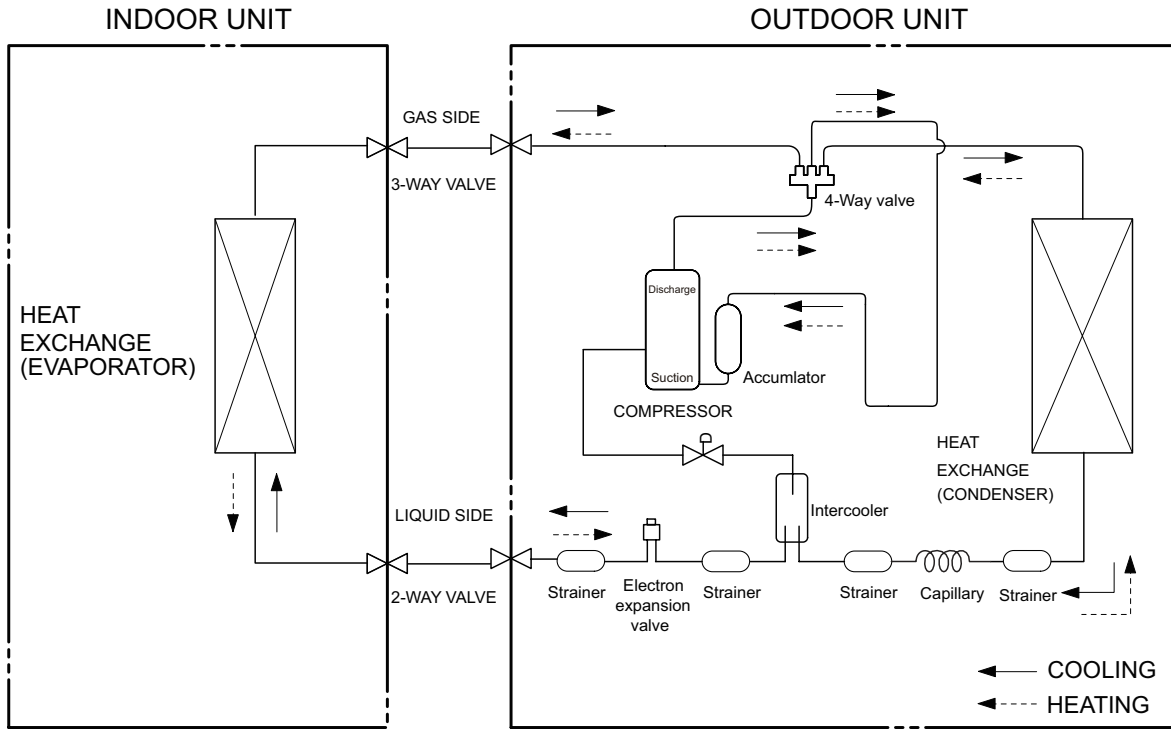 INDOOR UNIT
OUTDOOR UNIT
GAS SIDE
3-WAY VALVE
4-Way valve
Discharge
Suction
Accumlator
COMPRESSOR
HEAT
EXCHANGE
(EVAPORATOR)
HEAT
EXCHANGE
(CONDENSER)
Intercooler
LIQUID SIDE
2-WAY VALVE
Strainer
Electron
expansion
valve
Strainer
Strainer
Capillary
Strainer
COOLING
HEATING